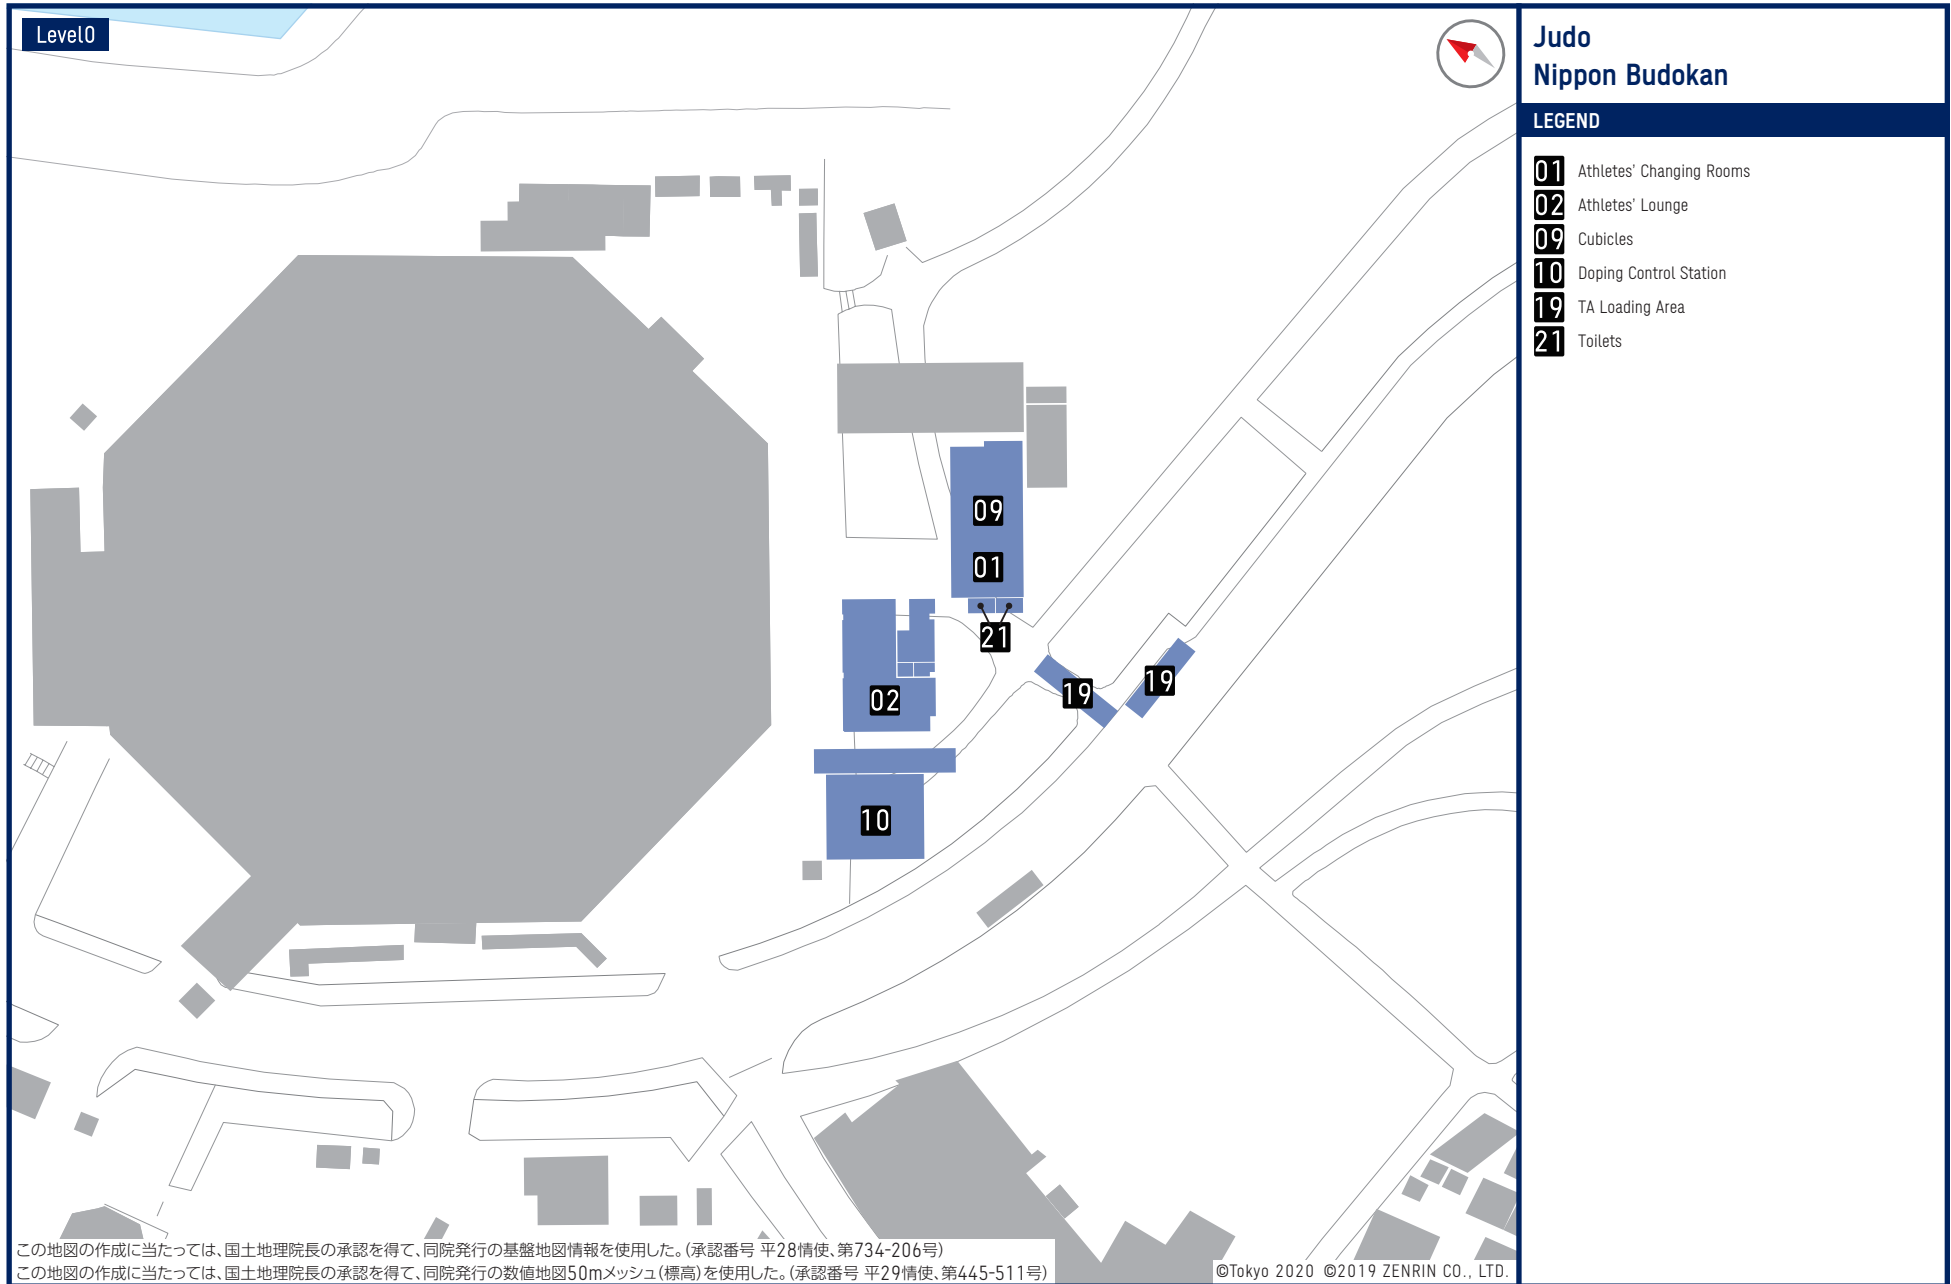 Level0
Judo
Nippon Budokan
LEGEND
01 Athletes' Changing Rooms
02 Athletes' Lounge
09 Cubicles
10 Doping Control Station
19 TA Loading Area
21 Toilets
09
01
21
02
19
19
10
この地図の作成に当たっては、国土地理院長の承認を得て、同院発行の基盤地図情報を使用した。(承認番号 平28情使、第734-206号)
この地図の作成に当たっては、国土地理院長の承認を得て、同院発行の数値地図50mメッシュ(標高)を使用した。(承認番号 平29情使、第445-511号)
©Tokyo 2020 ©2019 ZENRIN CO., LTD.